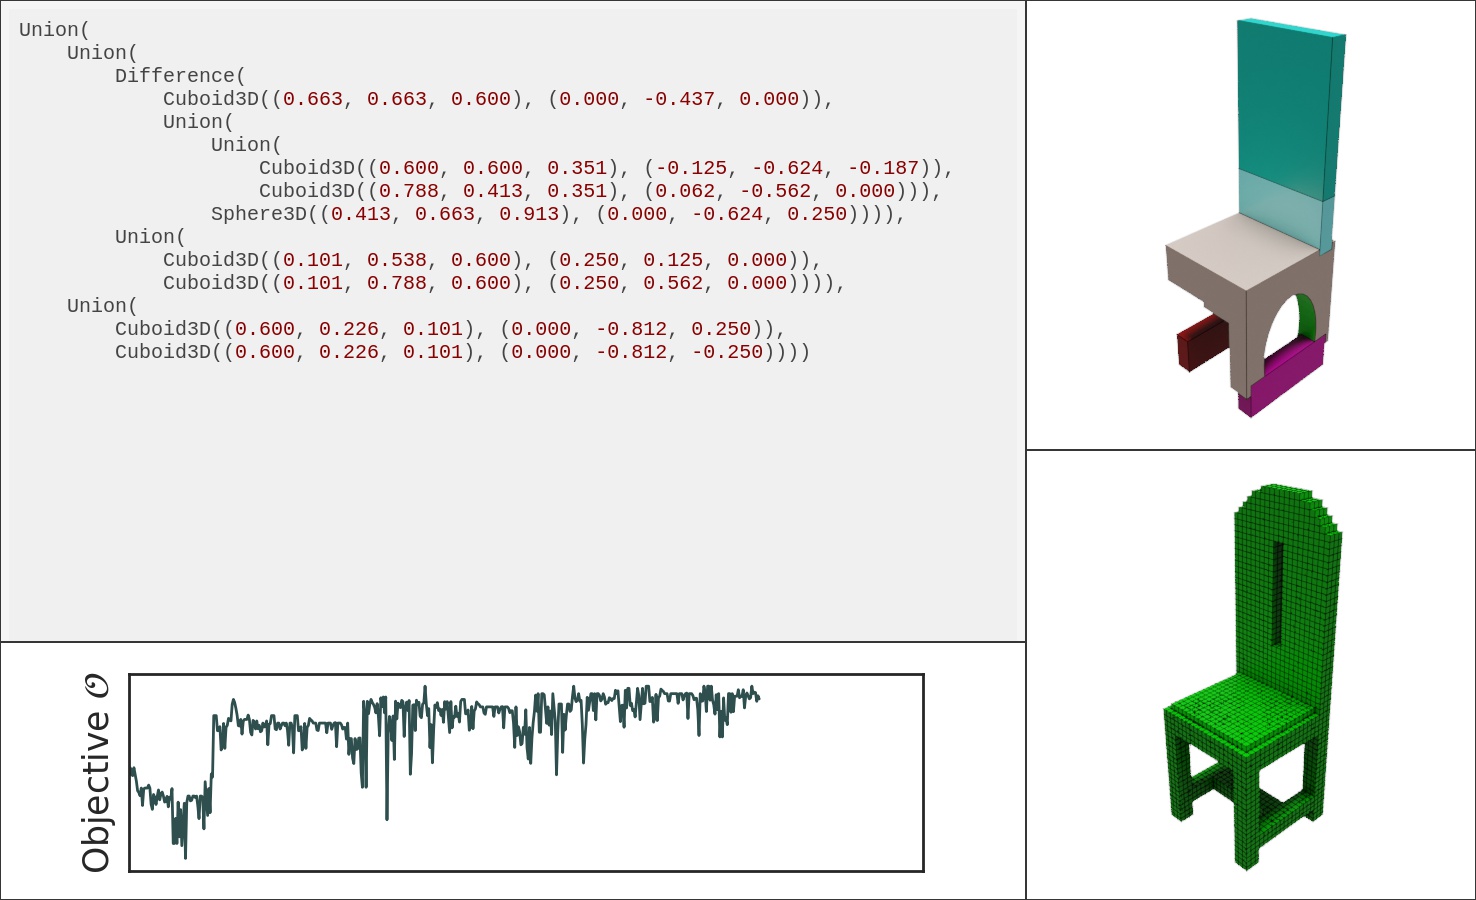 Union(
    Union(
        Difference(
            Cuboid3D((0.663, 0.663, 0.600), (0.000, -0.437, 0.000)),
            Union(
                Union(
                    Cuboid3D((0.600, 0.600, 0.351), (-0.125, -0.624, -0.187)),
                    Cuboid3D((0.788, 0.413, 0.351), (0.062, -0.562, 0.000))),
                Sphere3D((0.413, 0.663, 0.913), (0.000, -0.624, 0.250)))),
        Union(
            Cuboid3D((0.101, 0.538, 0.600), (0.250, 0.125, 0.000)),
            Cuboid3D((0.101, 0.788, 0.600), (0.250, 0.562, 0.000)))),
    Union(
        Cuboid3D((0.600, 0.226, 0.101), (0.000, -0.812, 0.250)),
        Cuboid3D((0.600, 0.226, 0.101), (0.000, -0.812, -0.250))))
Objective 𝒪